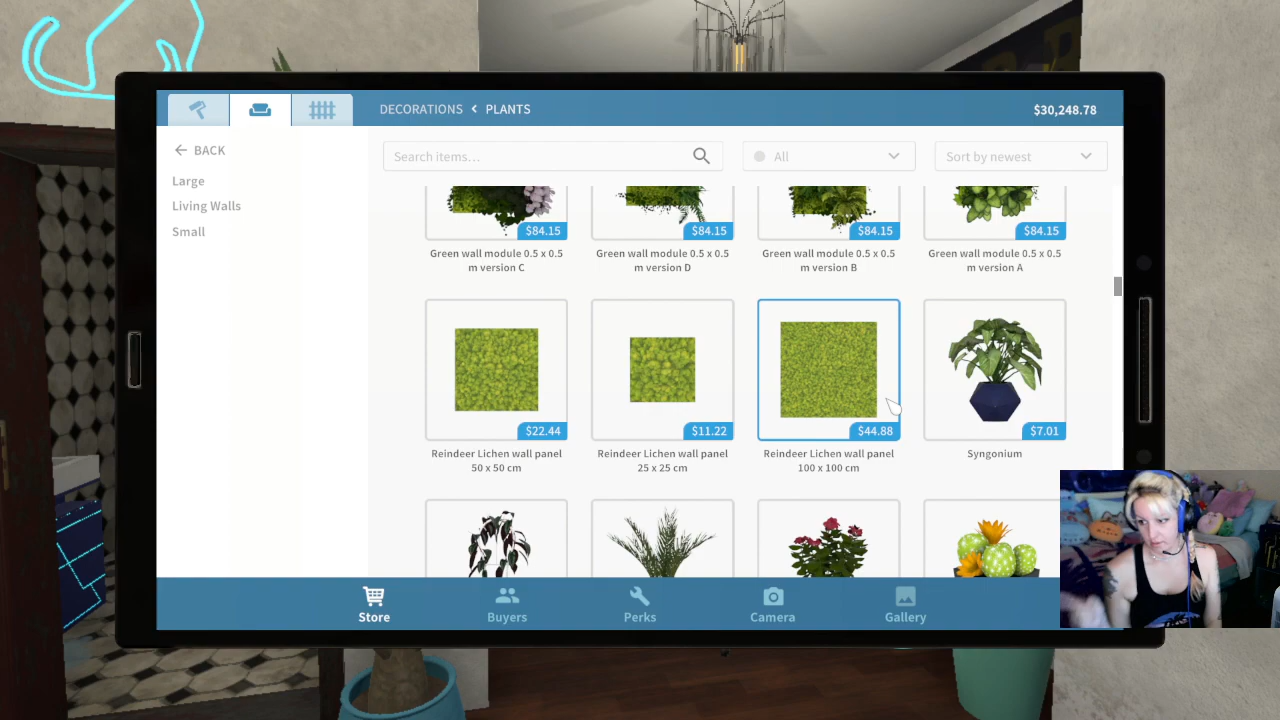 DECORATIONS < PLANTS
$30,248.78
BACK
Large
Living Walls
Small
Search items...
All
Sort by newest
$84.15
$84.15
$84.15
$84.15
Green wall module 0.5 x 0.5
m version C
Green wall module 0.5 x 0.5
m version D
Green wall module 0.5 x 0.5
m version B
Green wall module 0.5 x 0.5
m version A
$22.44
$11.22
$44.88
$7.01
Reindeer Lichen wall panel
50 x 50 cm
Reindeer Lichen wall panel
25 x 25 cm
Reindeer Lichen wall panel
100 x 100 cm
Syngonium
Store
Buyers
Perks
Camera
Gallery